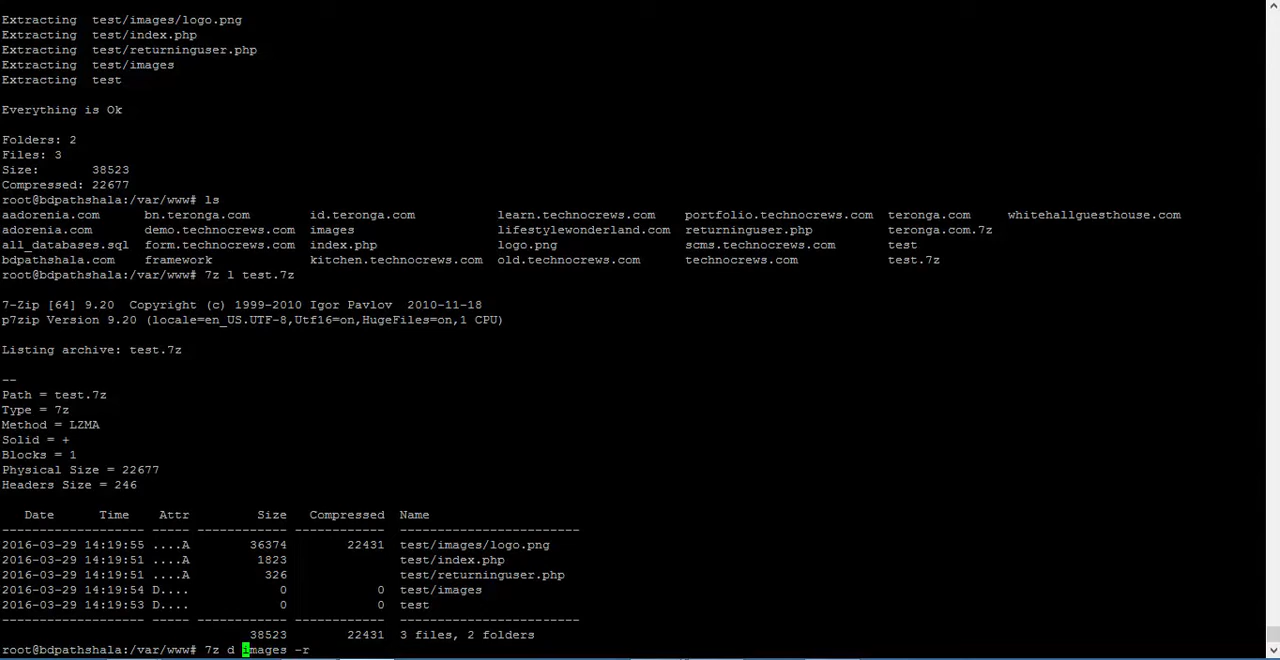 Extracting  test/images/logo.png
Extracting  test/index.php
Extracting  test/returninguser.php
Extracting  test/images
Extracting  test
Everything is Ok
Folders: 2
Files: 3
Size:       38523
Compressed: 22677
root@bdpathshala:/var/www# ls
aadorenia.com      bn.teronga.com       id.teronga.com         learn.technocrews.com    portfolio.technocrews.com  teronga.com     whitehallguesthouse.com
adorenia.com       demo.technocrews.com  images                 lifestylewonderland.com  returninguser.php          teronga.com.7z
all_databases.sql  form.technocrews.com  index.php              logo.png                 scms.technocrews.com       test
bdpathshala.com    framework             kitchen.technocrews.com  old.technocrews.com      technocrews.com            test.7z
root@bdpathshala:/var/www# 7z l test.7z
7-Zip [64] 9.20  Copyright (c) 1999-2010 Igor Pavlov  2010-11-18
p7zip Version 9.20 (locale=en_US.UTF-8,Utf16=on,HugeFiles=on,1 CPU)
Listing archive: test.7z
--
Path = test.7z
Type = 7z
Method = LZMA
Solid = +
Blocks = 1
Physical Size = 22677
Headers Size = 246
   Date      Time    Attr         Size   Compressed  Name
------------------- ----- ------------ ------------  ------------------------
2016-03-29 14:19:55 ....A        36374        22431  test/images/logo.png
2016-03-29 14:19:51 ....A         1823               test/index.php
2016-03-29 14:19:51 ....A          326               test/returninguser.php
2016-03-29 14:19:54 D....            0            0  test/images
2016-03-29 14:19:53 D....            0            0  test
------------------- ----- ------------ ------------  ------------------------
                                 38523        22431  3 files, 2 folders
root@bdpathshala:/var/www# 7z d images -r